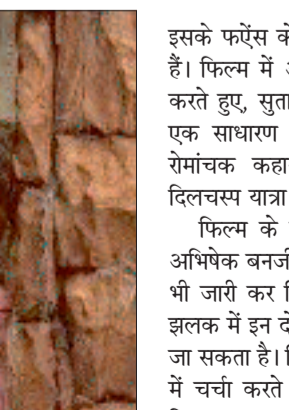 इसके फऐंस के
हैं। फिल्म में
करते हुए, सुता
एक साधारण
रोमांचक कहा
दिलचस्प यात्रा
फिल्म के
अभिषेक बनर्जी
भी जारी कर
झलक में इन दो
जा सकता है।
में चर्चा करते